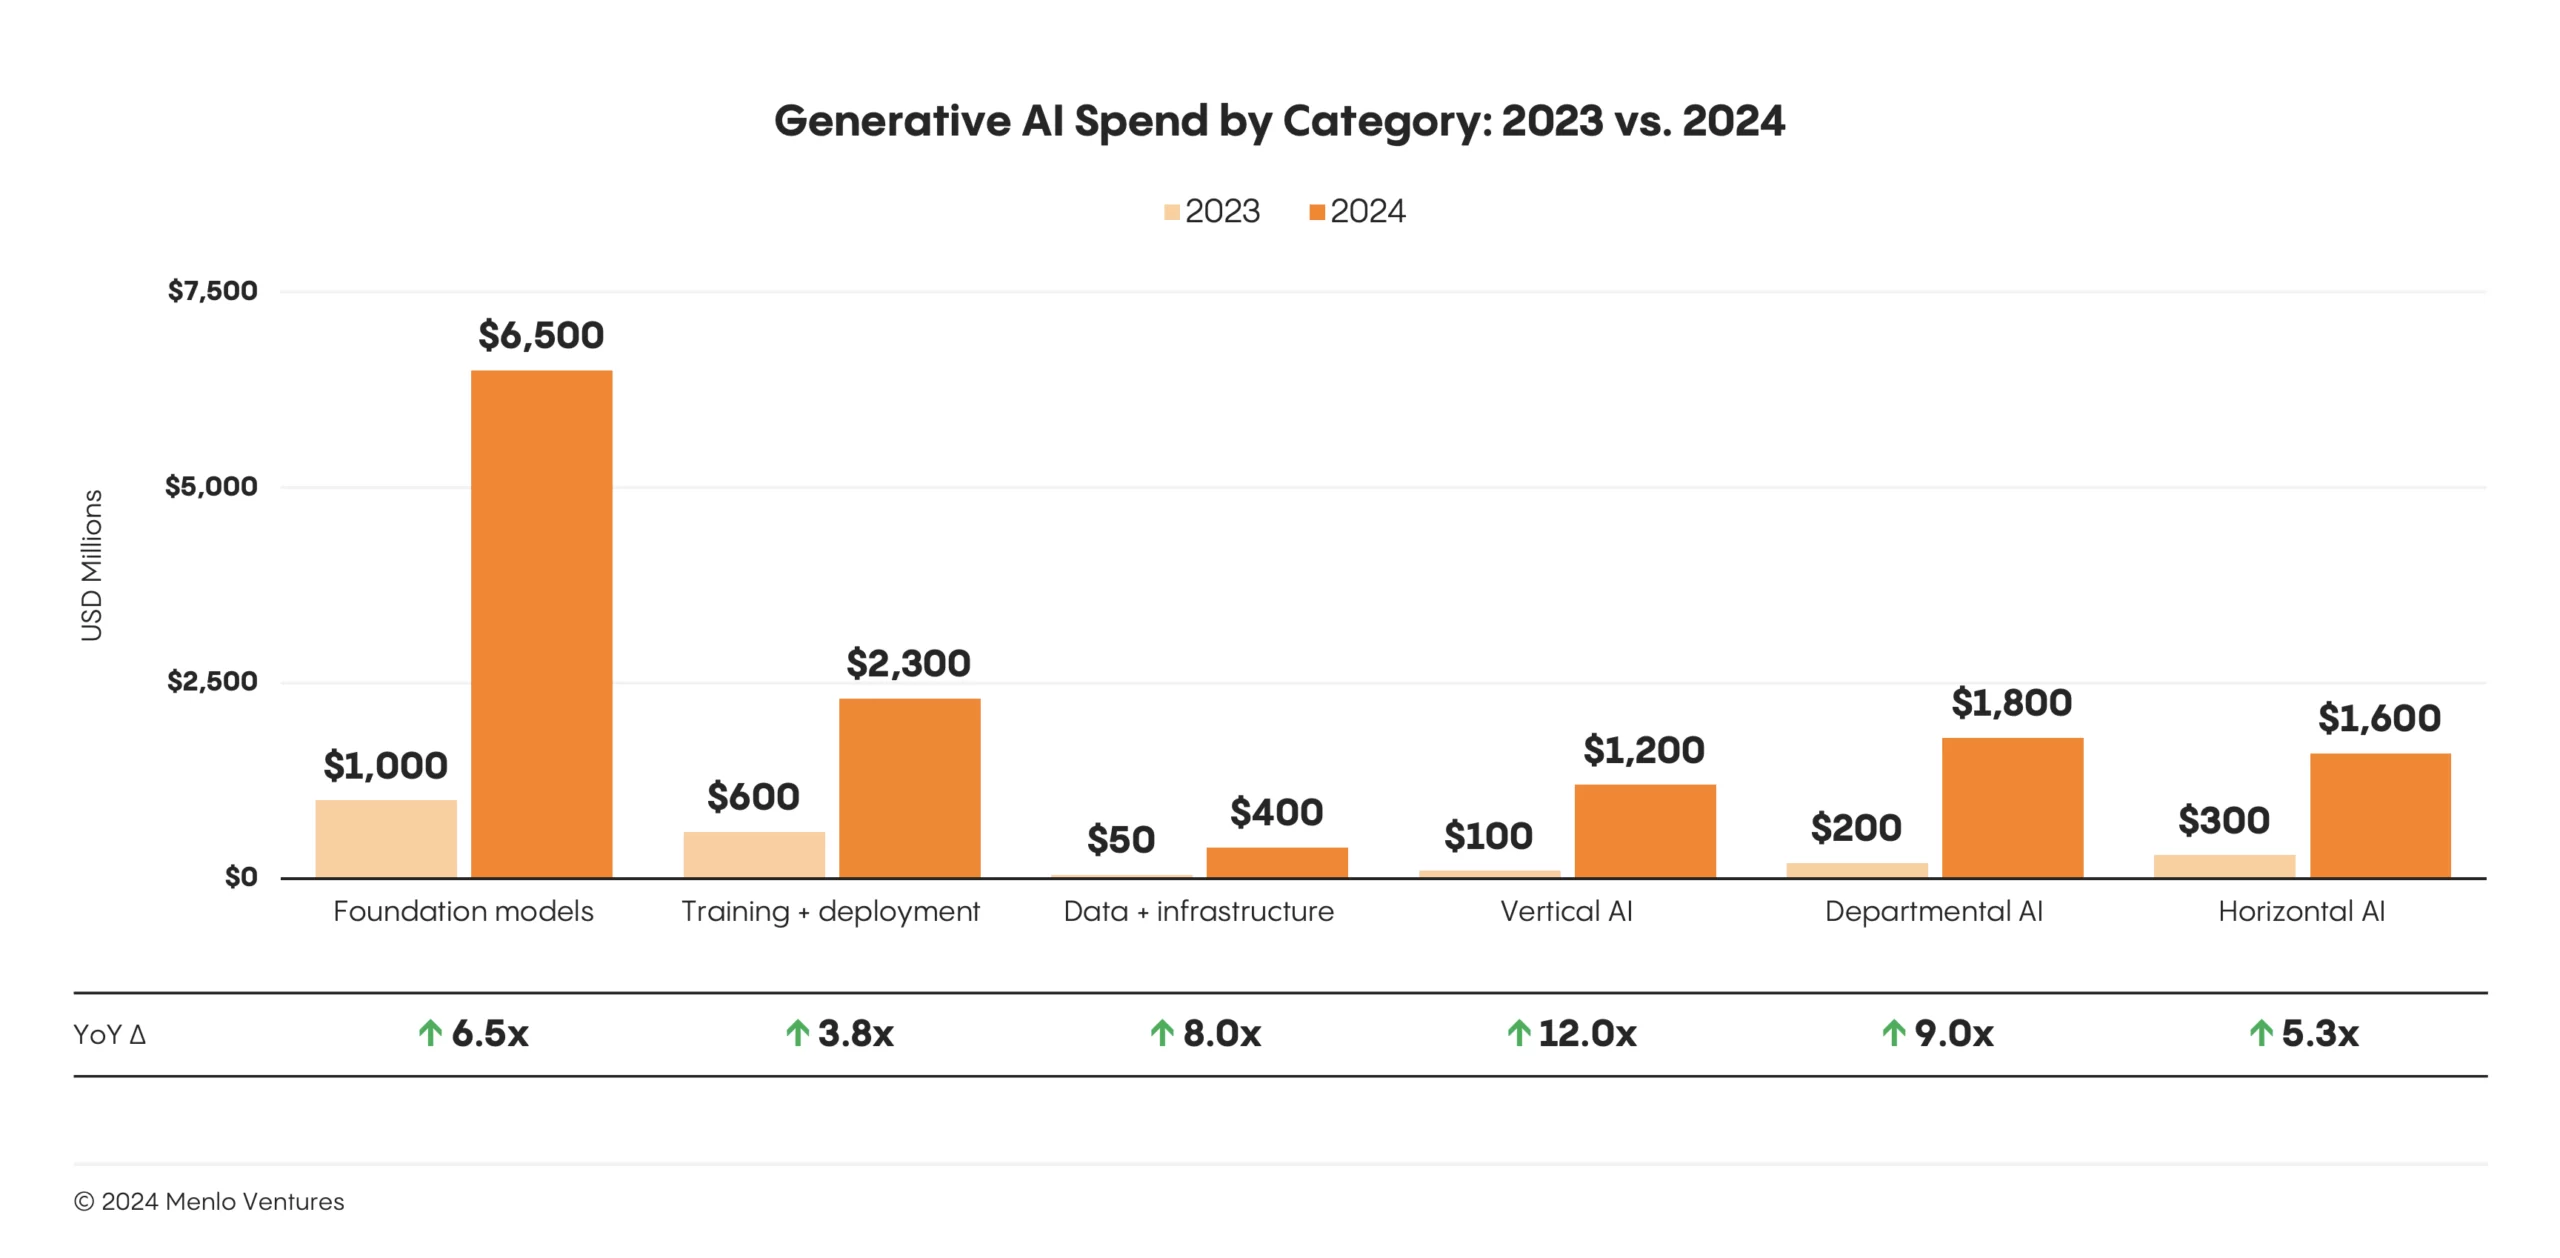 Generative AI Spend by Category: 2023 vs. 2024
2023 2024
USD Millions
$7,500
$5,000
$2,500
$0
$1,000 $6,500
$600 $2,300
$50 $400
$100 $1,200
$200 $1,800
$300 $1,600
Foundation models Training + deployment Data + infrastructure Vertical AI Departmental AI Horizontal AI
YoY Δ ↑ 6.5x ↑ 3.8x ↑ 8.0x ↑ 12.0x ↑ 9.0x ↑ 5.3x
© 2024 Menlo Ventures